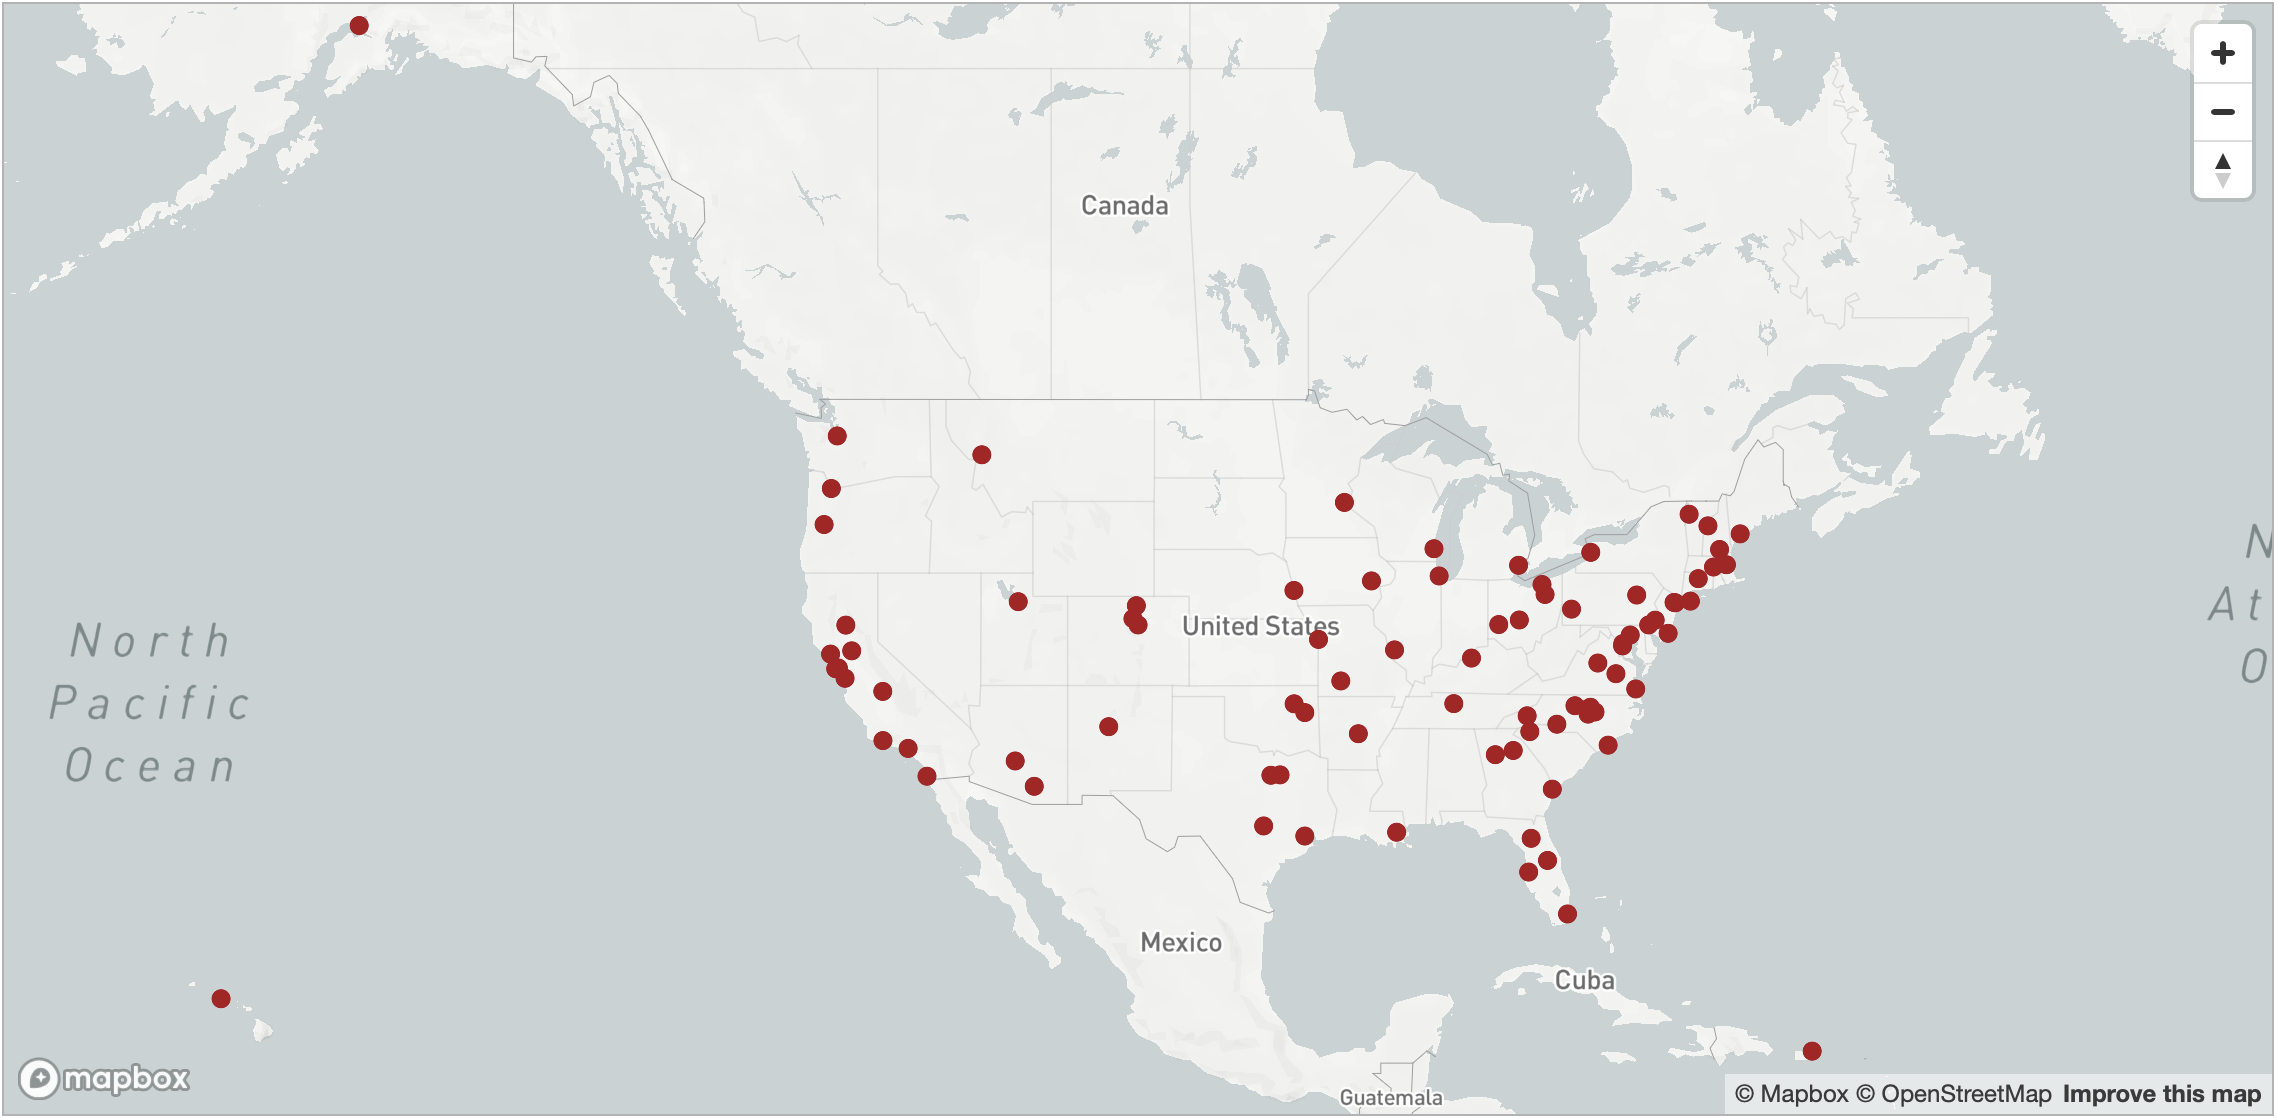 Canada
North
Pacific
Ocean
United States
N
At
O
Mexico
Cuba
Guatemala
mapbox
© Mapbox © OpenStreetMap Improve this map